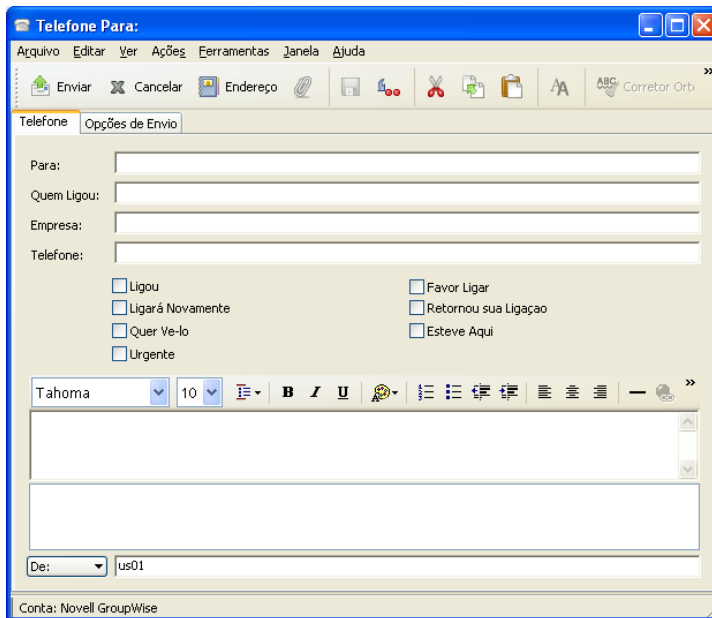 Telefone Para:
Arquivo Editar Ver Ações Ferramentas Janela Ajuda
Enviar Cancelar Endereço ABC Corretor Orto
Telefone Opções de Envio
Para:
Quem Ligou:
Empresa:
Telefone:
Ligou Favor Ligar
Ligará Novamente Retornou sua Ligaçao
Quer Ve-lo Esteve Aqui
Urgente
Tahoma 10 B I U
De: us01
Conta: Novell GroupWise